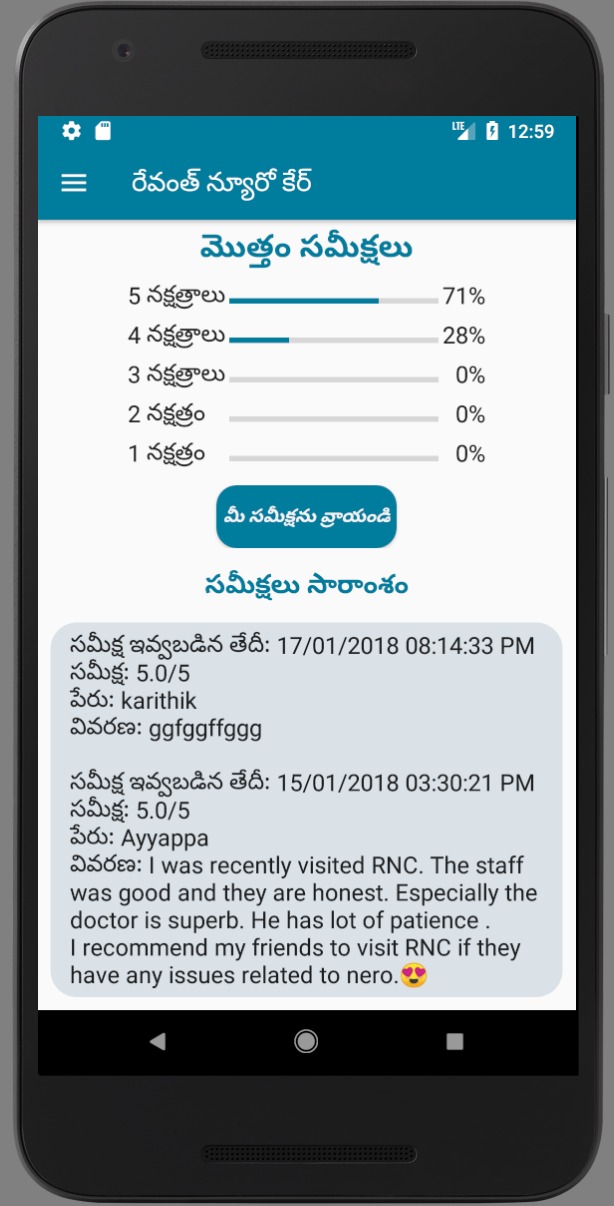 LTE 12:59
రేవంత్ న్యూరో కేర్
మొత్తం సమీక్షలు
5 నక్షత్రాలు 71%
4 నక్షత్రాలు 28%
3 నక్షత్రాలు 0%
2 నక్షత్రం 0%
1 నక్షత్రం 0%
మీ సమీక్షను వ్రాయండి
సమీక్షలు సారాంశం
సమీక్ష ఇవ్వబడిన తేదీ: 17/01/2018 08:14:33 PM
సమీక్ష: 5.0/5
పేరు: karithik
వివరణ: ggfggffggg
సమీక్ష ఇవ్వబడిన తేదీ: 15/01/2018 03:30:21 PM
సమీక్ష: 5.0/5
పేరు: Ayyappa
వివరణ: I was recently visited RNC. The staff
was good and they are honest. Especially the
doctor is superb. He has lot of patience .
I recommend my friends to visit RNC if they
have any issues related to nero.😍